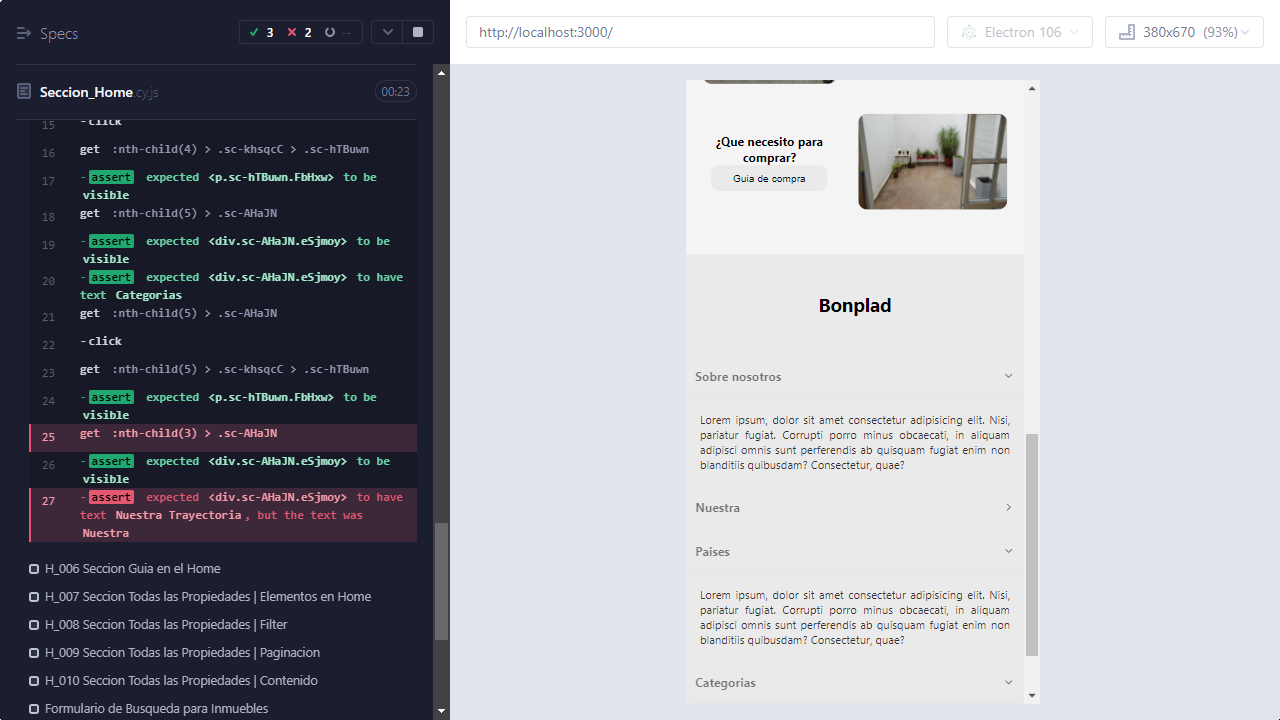 Specs
3
2
--
http://localhost:3000/
Electron 106
380x670 (93%)
Seccion_Home.cy.js
00:23
15 -click
16 get :nth-child(4) > .sc-khsqcC > .sc-hTBuwn
17 -assert expected <p.sc-hTBuwn.FbHxw> to be
visible
18 get :nth-child(5) > .sc-AHaJN
19 -assert expected <div.sc-AHaJN.eSjmoy> to be
visible
20 -assert expected <div.sc-AHaJN.eSjmoy> to have
text Categorias
21 get :nth-child(5) > .sc-AHaJN
22 -click
23 get :nth-child(5) > .sc-khsqcC > .sc-hTBuwn
24 -assert expected <p.sc-hTBuwn.FbHxw> to be
visible
25 get :nth-child(3) > .sc-AHaJN
26 -assert expected <div.sc-AHaJN.eSjmoy> to be
visible
27 -assert expected <div.sc-AHaJN.eSjmoy> to have
text Nuestra Trayectoria, but the text was
Nuestra
H_006 Seccion Guia en el Home
H_007 Seccion Todas las Propiedades | Elementos en Home
H_008 Seccion Todas las Propiedades | Filter
H_009 Seccion Todas las Propiedades | Paginacion
H_010 Seccion Todas las Propiedades | Contenido
Formulario de Busqueda para Inmuebles
¿Que necesito para
comprar?
Guia de compra
Bonplad
Sobre nosotros
Lorem ipsum, dolor sit amet consectetur adipisicing elit. Nisi,
pariatur fugiat. Corrupti porro minus obcaecati, in aliquam
adipisci omnis sunt perferendis ab quisquam fugiat enim non
blanditiis quibusdam? Consectetur, quae?
Nuestra
Paises
Lorem ipsum, dolor sit amet consectetur adipisicing elit. Nisi,
pariatur fugiat. Corrupti porro minus obcaecati, in aliquam
adipisci omnis sunt perferendis ab quisquam fugiat enim non
blanditiis quibusdam? Consectetur, quae?
Categorias